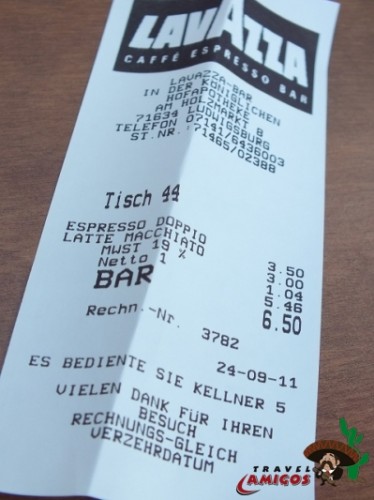 LAVAZZA
CAFFÈ ESPRESSO BAR
LAVAZZA-BAR
IN DER KÖNIGLICHEN
HOFAPOTHEKE
AM HOLZMARKT 8
71634 LUDWIGSBURG
TELEFON 07141/6436003
ST.NR.:71465/02388
Tisch 44
ESPRESSO DOPPIO 3.50
LATTE MACCHIATO 3.00
MWST 19 % 1.04
Netto 1 5.46
BAR 6.50
Rechn.-Nr. 3782
24-09-11
ES BEDIENTE SIE KELLNER 5
VIELEN DANK FÜR IHREN
BESUCH
RECHNUNGS-GLEICH
VERZEHRDATUM
TRAVEL
AMIGOS